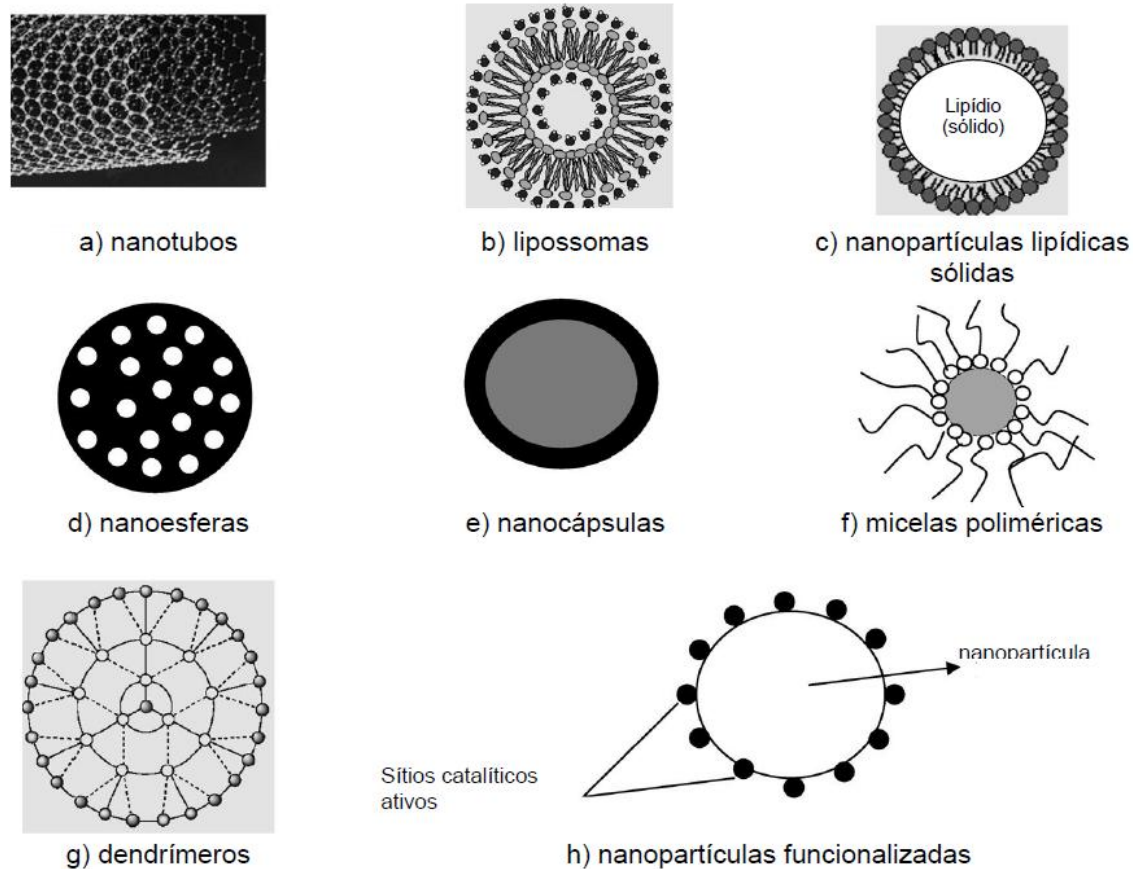 Lipídio
(sólido)
a) nanotubos
b) lipossomas
c) nanopartículas lipídicas
sólidas
d) nanoesferas
e) nanocápsulas
f) micelas poliméricas
nanopartícula
Sítios catalíticos
ativos
g) dendrímeros
h) nanopartículas funcionalizadas